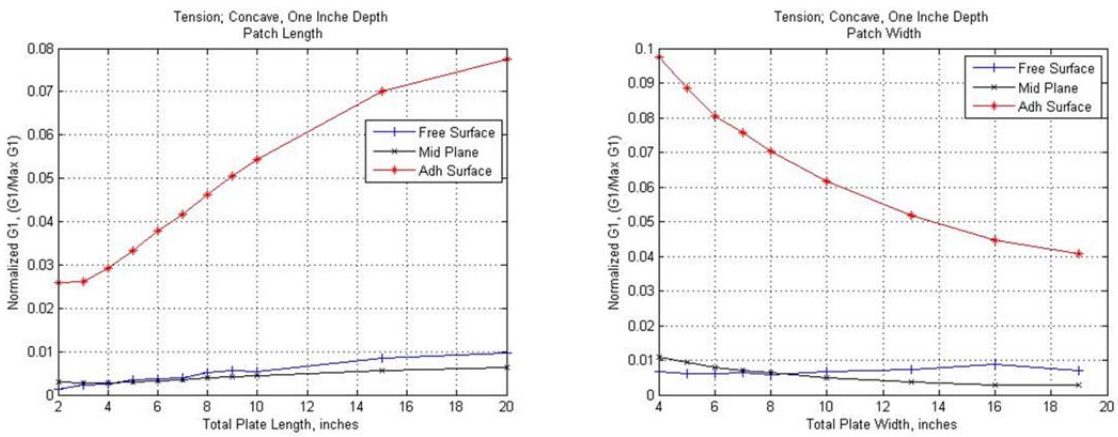 Tension; Concave, One Inche Depth
Patch Length
0.08
0.07
0.06
0.05
0.04
0.03
0.02
0.01
0
Normalized G1, (G1/Max G1)
Free Surface
Mid Plane
Adh Surface
2 4 6 8 10 12 14 16 18 20
Total Plate Length, inches
Tension; Concave, One Inche Depth
Patch Width
0.1
0.09
0.08
0.07
0.06
0.05
0.04
0.03
0.02
0.01
0
Normalized G1, (G1/Max G1)
Free Surface
Mid Plane
Adh Surface
4 6 8 10 12 14 16 18 20
Total Plate Width, inches